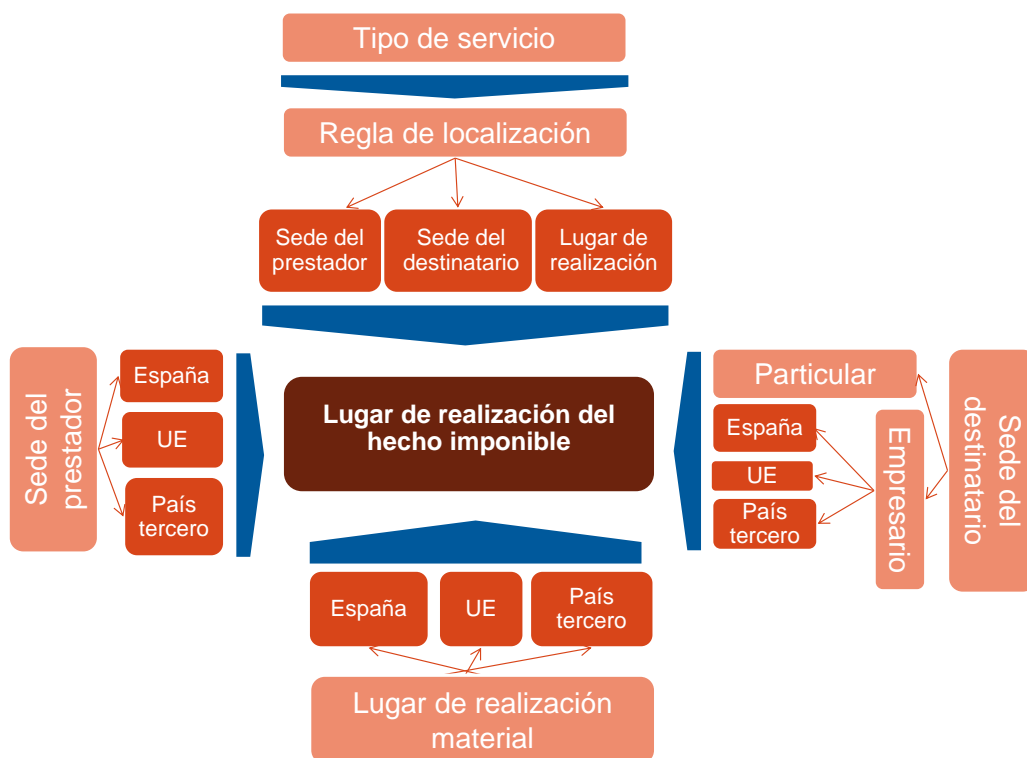 Tipo de servicio
Regla de localización
Sede del
prestador
Sede del
destinatario
Lugar de
realización
Sede del
prestador
España
UE
País
tercero
Lugar de realización del
hecho imponible
Particular
España
UE
País
tercero
Empresario
Sede del
destinatario
España
UE
País
tercero
Lugar de realización
material